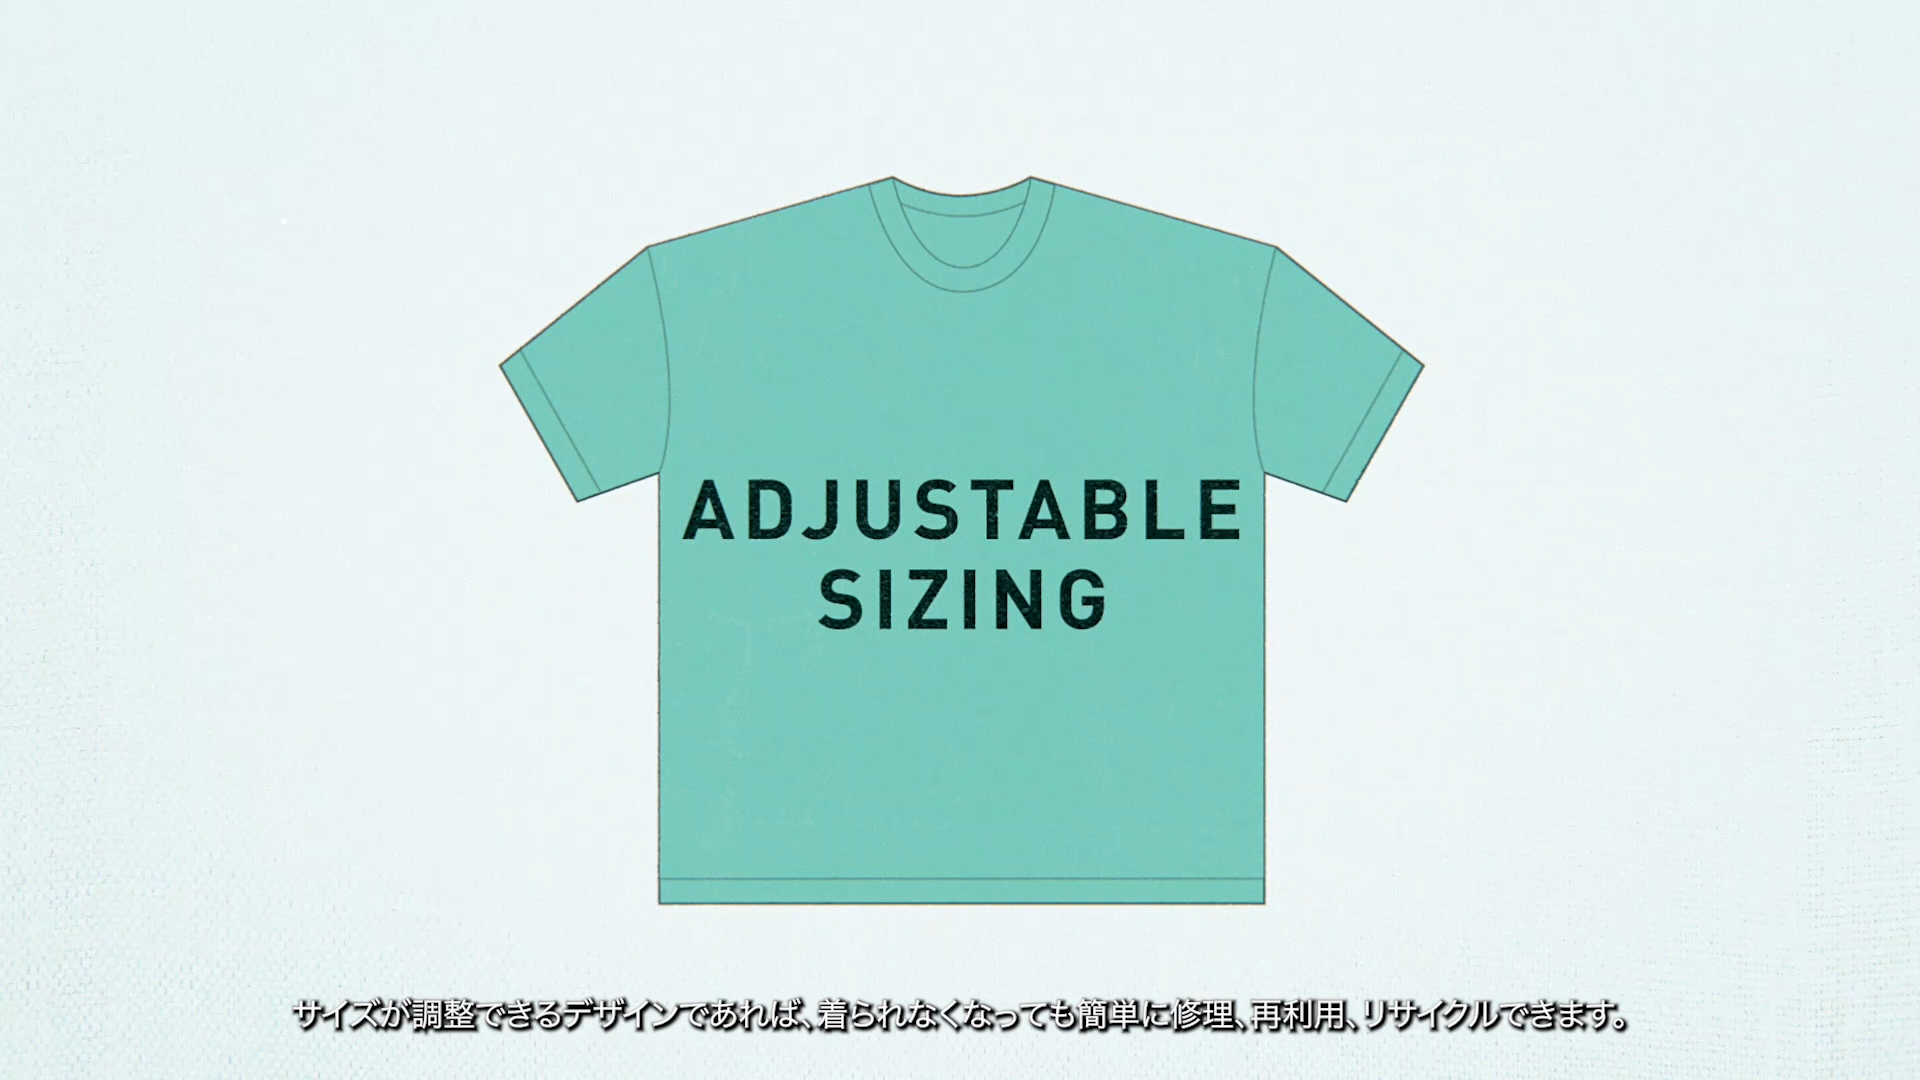 ADJUSTABLE
SIZING
サイズが調整できるデザインであれば、着られなくなっても簡単に修理、再利用、リサイクルできます。